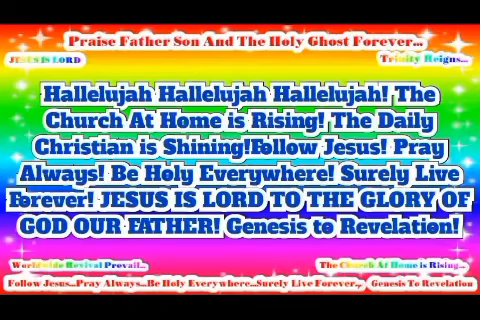 Praise Father Son And The Holy Ghost Forever...
JESUS IS LORD
Trinity Reigns...
Hallelujah Hallelujah Hallelujah! The
Church At Home is Rising! The Daily
Christian is Shining!Follow Jesus! Pray
Always! Be Holy Everywhere! Surely Live
Forever! JESUS IS LORD TO THE GLORY OF
GOD OUR FATHER! Genesis to Revelation!
Worldwide Revival Prevail...
The Church At Home is Rising...
Follow Jesus...Pray Always...Be Holy Everywhere...Surely Live Forever...
Genesis To Revelation